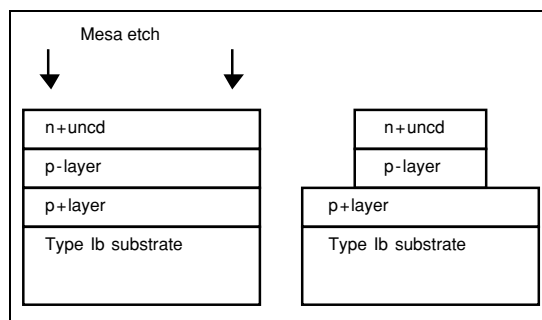 Mesa etch
n+uncd
p-layer
p+layer
Type Ib substrate
n+uncd
p-layer
p+layer
Type Ib substrate